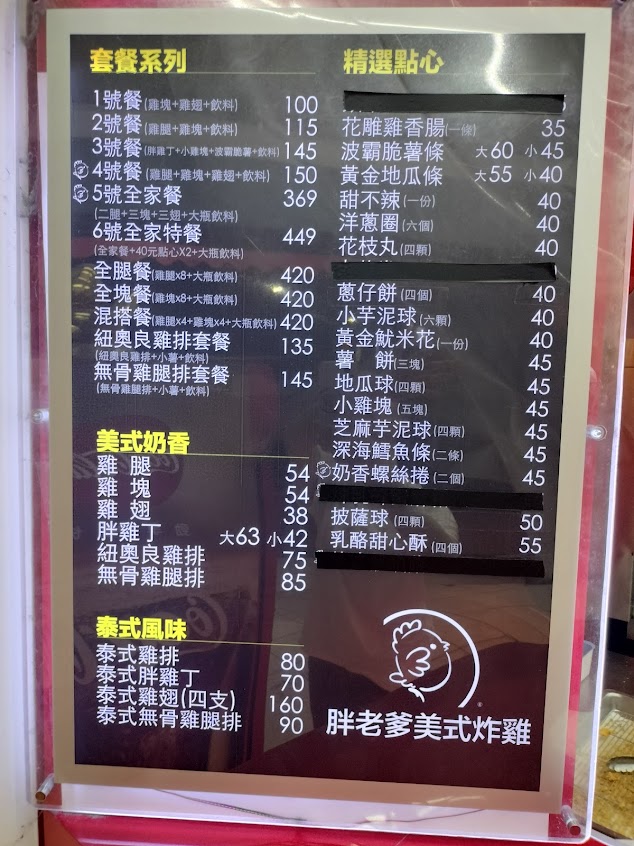 套餐系列
1號餐(雞塊+雞翅+飲料) 100
2號餐(雞腿+雞塊+飲料) 115
3號餐(胖雞丁+小雞塊+波霸脆薯+飲料) 145
4號餐(雞腿+雞塊+雞翅+飲料) 150
5號全家餐 369
(二腿+三塊+三翅+大瓶飲料)
6號全家特餐 449
(全家餐+40元點心X2+大瓶飲料)
全腿餐(雞腿x8+大瓶飲料) 420
全塊餐(雞塊x8+大瓶飲料) 420
混搭餐(雞腿x4+雞塊x4+大瓶飲料) 420
紐奧良雞排套餐 135
(紐奧良雞排+小薯+飲料)
無骨雞腿排套餐 145
(無骨雞腿排+小薯+飲料)
美式奶香
雞 腿 54
雞 塊 54
雞 翅 38
胖雞丁 大63 小42
紐奧良雞排 75
無骨雞腿排 85
泰式風味
泰式雞排 80
泰式胖雞丁 70
泰式雞翅(四支) 160
泰式無骨雞腿排 90
精選點心
花雕雞香腸(一條) 35
波霸脆薯條 大60 小45
黃金地瓜條 大55 小40
甜不辣(一份) 40
洋蔥圈(六個) 40
花枝丸(四顆) 40
蔥仔餅(四個) 40
小芋泥球(六顆) 40
黃金魷米花(一份) 40
薯 餅(三塊) 45
地瓜球(四顆) 45
小雞塊(五塊) 45
芝麻芋泥球(四顆) 45
深海鱈魚條(二條) 45
奶香螺絲捲(二個) 45
披薩球(四顆) 50
乳酪甜心酥(四個) 55
胖老爹美式炸雞